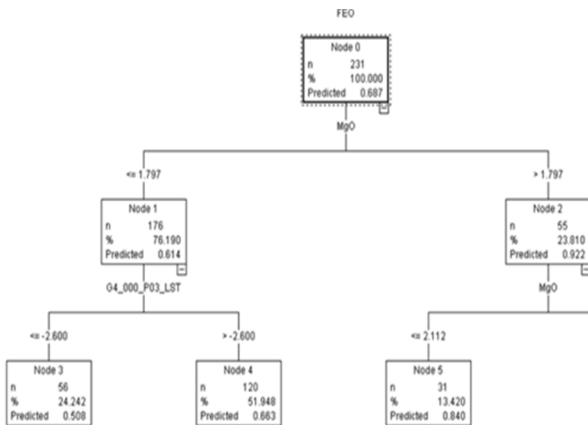 FEO
Node 0
n 231
% 100.000
Predicted 0.687
MgO
<= 1.797
> 1.797
Node 1
n 176
% 76.190
Predicted 0.614
Node 2
n 55
% 23.810
Predicted 0.922
G4_000_P03_LST
MgO
<= -2.600
> -2.600
<= 2.112
Node 3
n 56
% 24.242
Predicted 0.508
Node 4
n 120
% 51.948
Predicted 0.663
Node 5
n 31
% 13.420
Predicted 0.840